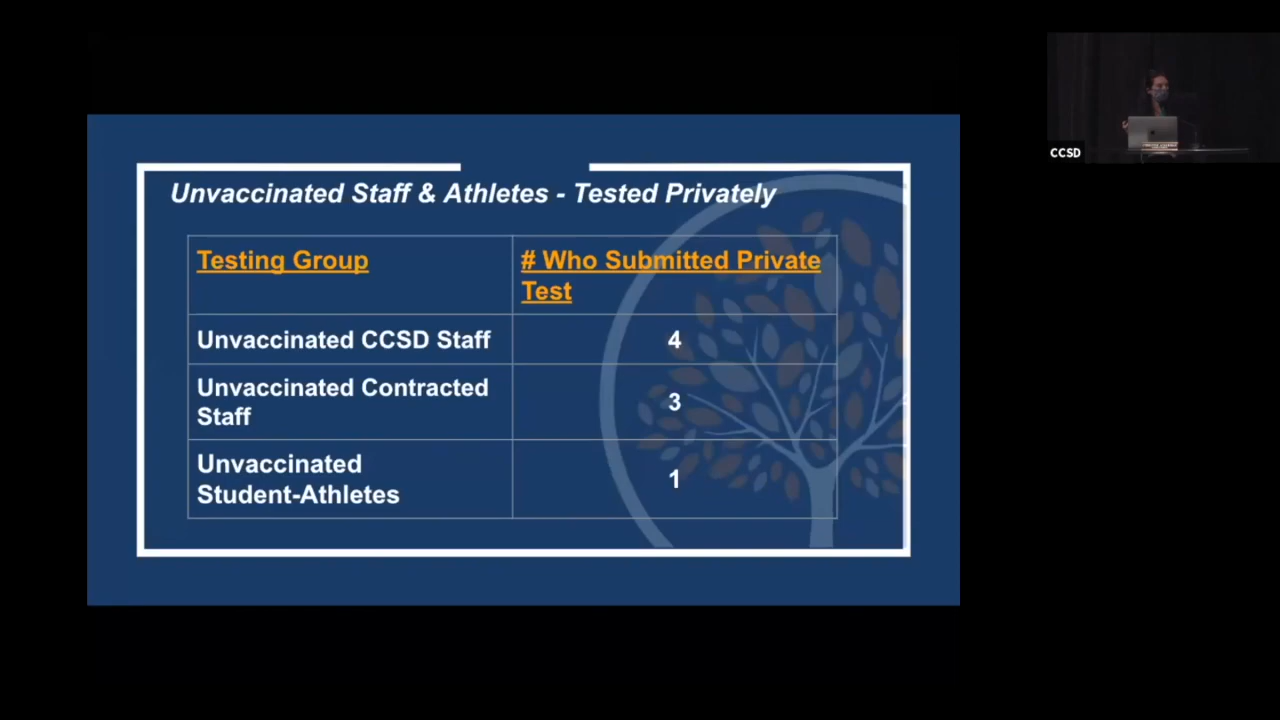 Unvaccinated Staff & Athletes - Tested Privately
Testing Group
# Who Submitted Private
Test
Unvaccinated CCSD Staff
4
Unvaccinated Contracted
Staff
3
Unvaccinated
Student-Athletes
1
CCSD